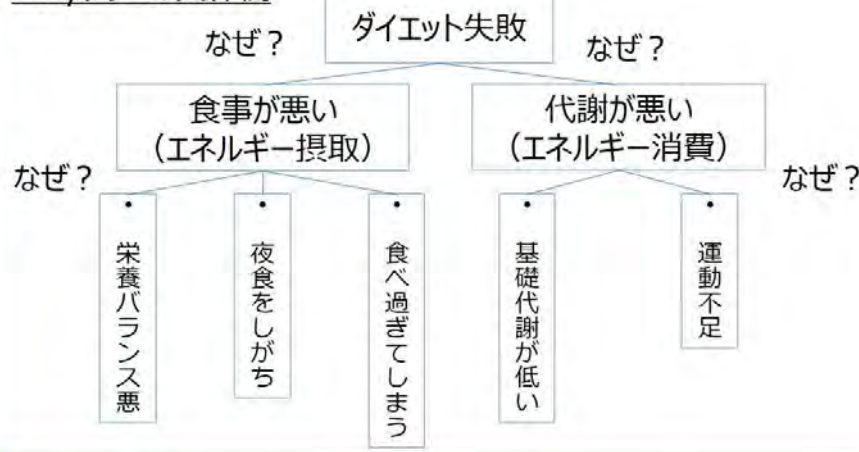 ダイエット失敗
なぜ？
なぜ？
食事が悪い
（エネルギー摂取）
代謝が悪い
（エネルギー消費）
なぜ？
なぜ？
• 栄養バランス悪
• 夜食をしがち
• 食べ過ぎてしまう
• 基礎代謝が低い
• 運動不足